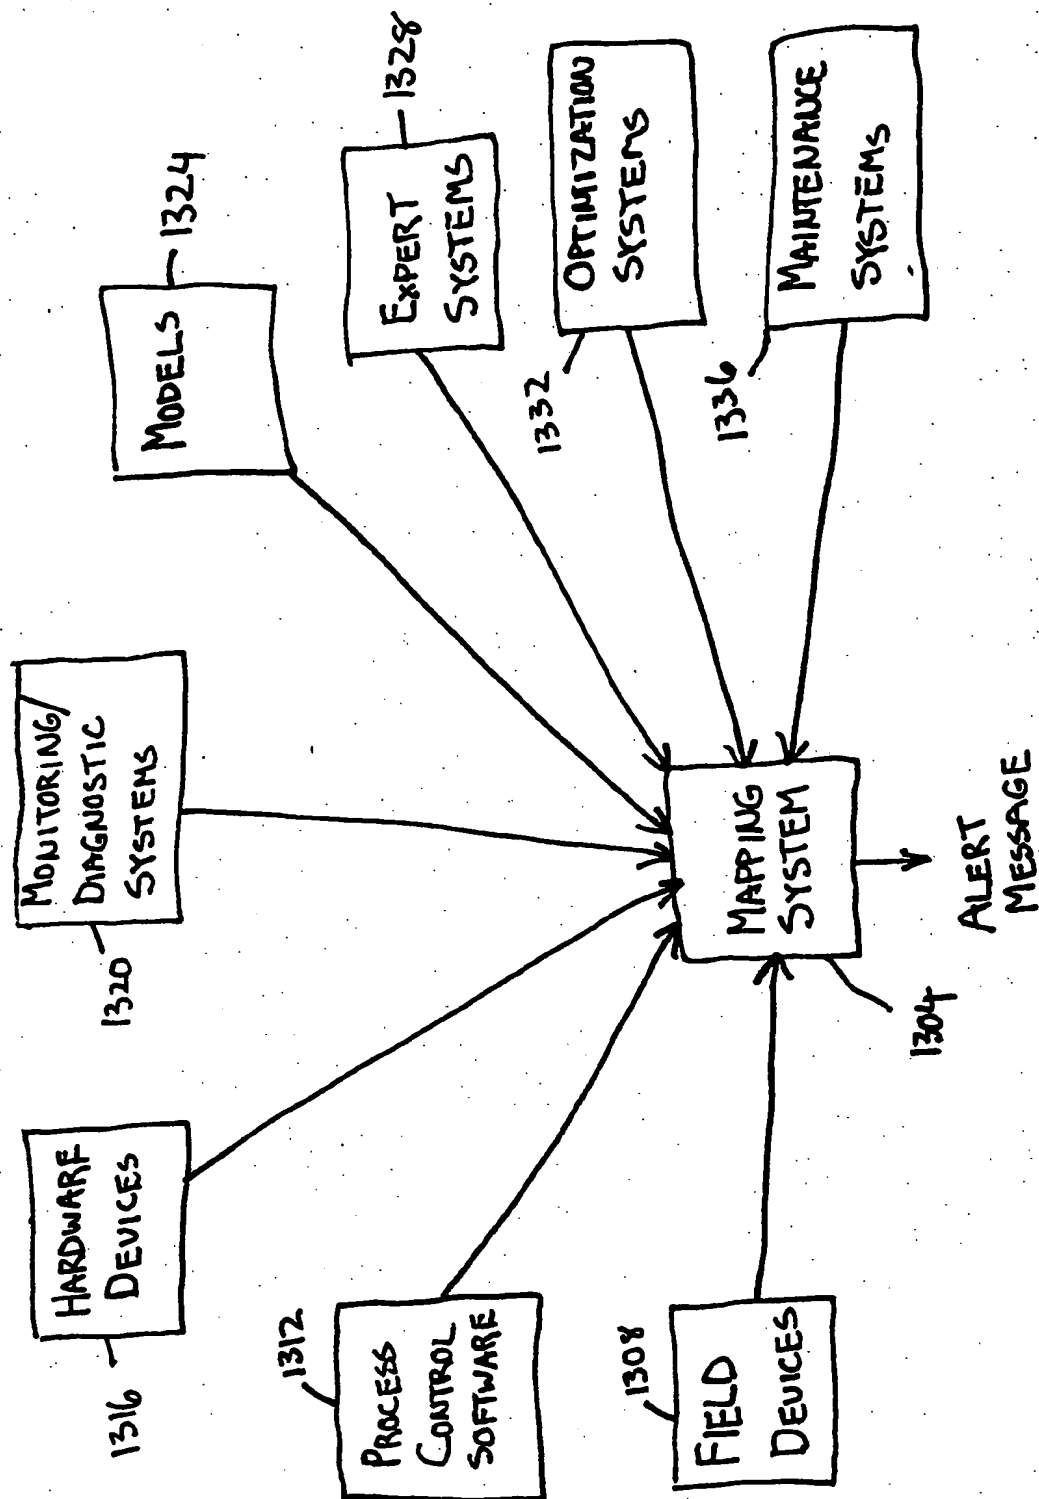 MODELS
1324
EXPERT
SYSTEMS
1328
OPTIMIZATION
SYSTEMS
1332
MAINTENANCE
SYSTEMS
1336
MONITORING/
DIAGNOSTIC
SYSTEMS
1320
HARDWARE
DEVICES
1316
PROCESS
CONTROL
SOFTWARE
1312
FIELD
DEVICES
1308
MAPPING
SYSTEM
1304
ALERT
MESSAGE